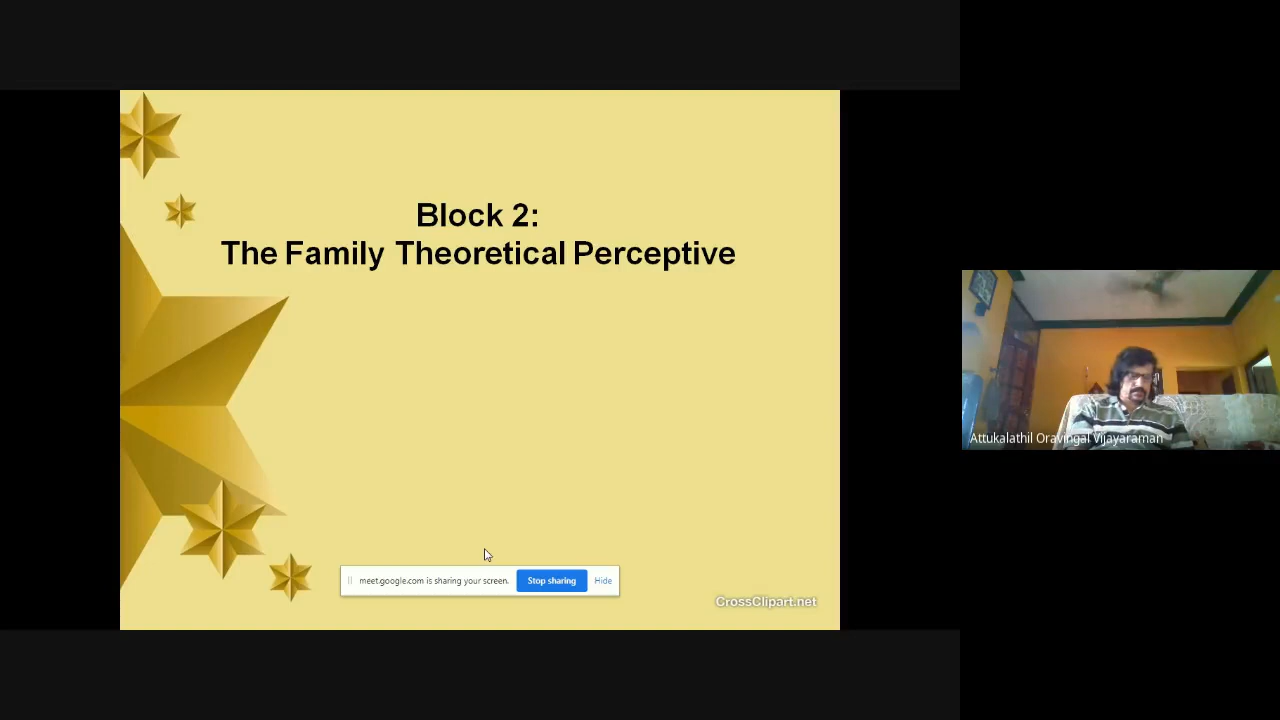 Block 2:
The Family Theoretical Perceptive
meet.google.com is sharing your screen. Stop sharing Hide
CrossClipart.net
Attukalathil Oravingal Vijayaraman